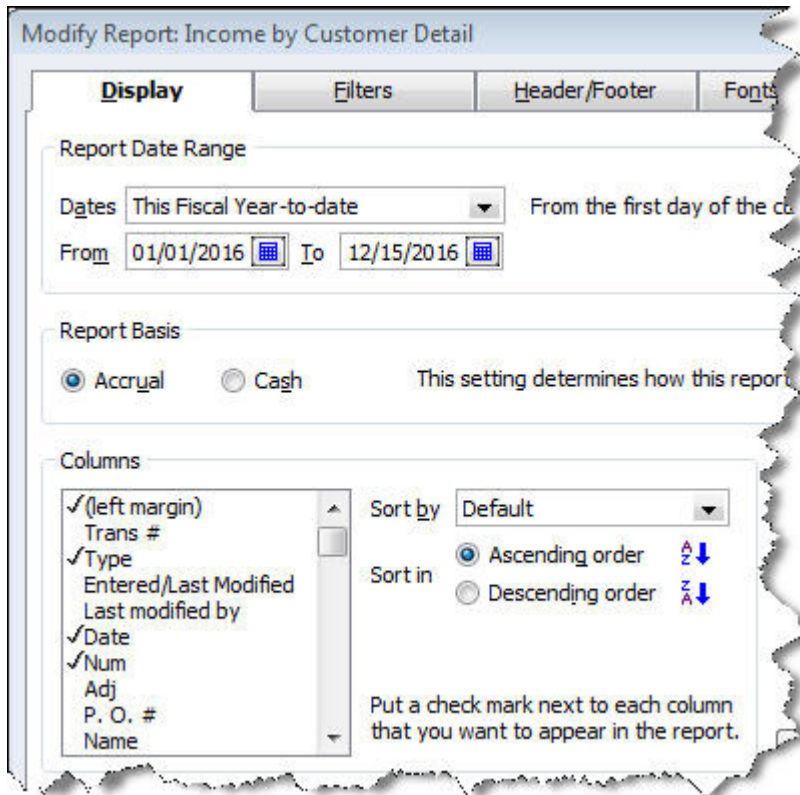 Modify Report: Income by Customer Detail
Display Filters Header/Footer Fonts
Report Date Range
Dates This Fiscal Year-to-date From the first day of the
From 01/01/2016 To 12/15/2016
Report Basis
Accrual Cash This setting determines how this report
Columns
✓(left margin)
Trans #
✓Type
Entered/Last Modified
Last modified by
✓Date
✓Num
Adj
P. O. #
Name
Sort by Default
Sort in
Ascending order
Descending order
Put a check mark next to each column
that you want to appear in the report.